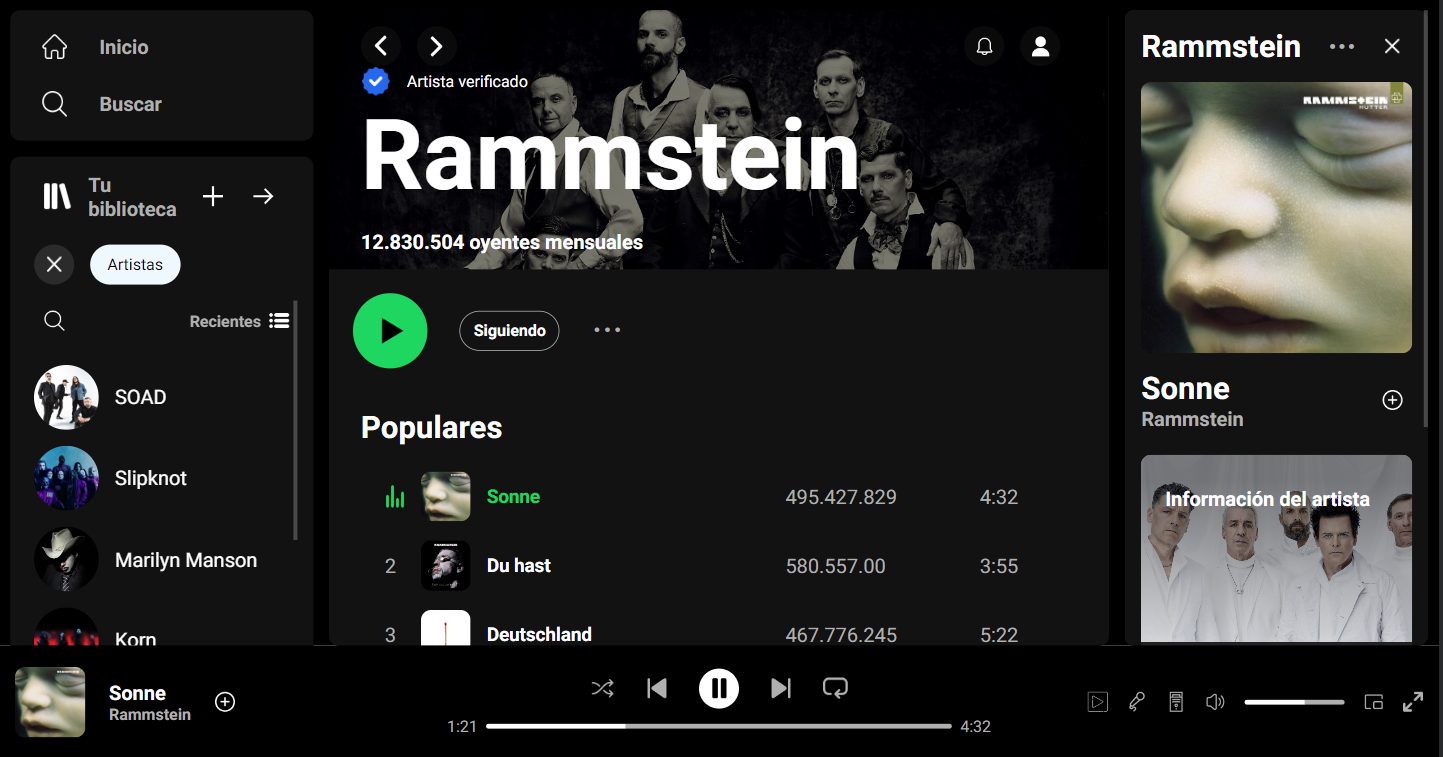 Inicio
Buscar
Tu
biblioteca
Artistas
Recientes
SOAD
Slipknot
Marilyn Manson
Korn
Artista verificado
Rammstein
12.830.504 oyentes mensuales
Siguiendo
Populares
Sonne 495.427.829 4:32
2 Du hast 580.557.00 3:55
3 Deutschland 467.776.245 5:22
Rammstein
RAMMSTEIN
MUTTER
Sonne
Rammstein
Información del artista
Sonne
Rammstein
1:21 4:32